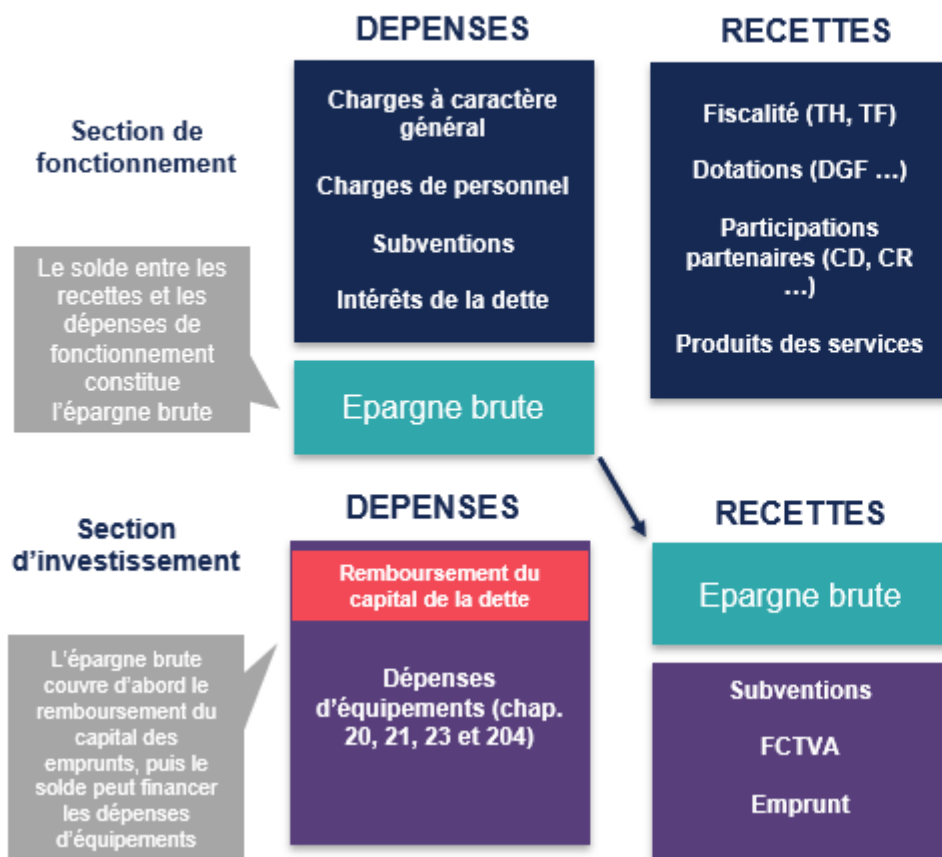 DEPENSES
RECETTES
Section de
fonctionnement
Charges à caractère
général
Charges de personnel
Subventions
Intérêts de la dette
Fiscalité (TH, TF)
Dotations (DGF ...)
Participations
partenaires (CD, CR
...)
Produits des services
Le solde entre les
recettes et les
dépenses de
fonctionnement
constitue
l'épargne brute
Epargne brute
Section
d'investissement
DEPENSES
RECETTES
Remboursement du
capital de la dette
Epargne brute
L'épargne brute
couvre d'abord le
remboursement du
capital des
emprunts, puis le
solde peut financer
les dépenses
d'équipements
Dépenses
d'équipements (chap.
20, 21, 23 et 204)
Subventions
FCTVA
Emprunt